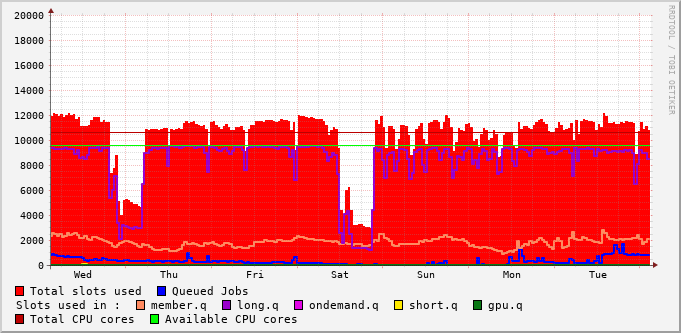 20000
18000
16000
14000
12000
10000
8000
6000
4000
2000
0
Wed Thu Fri Sat Sun Mon Tue
RRDTOOL / TOBI OETIKER
Total slots used Queued Jobs
Slots used in : member.q long.q ondemand.q short.q gpu.q
Total CPU cores Available CPU cores